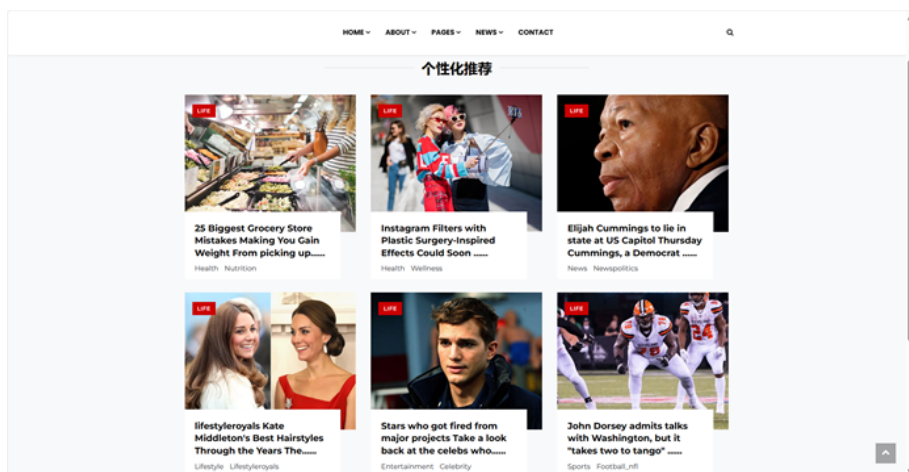 HOME ABOUT PAGES NEWS CONTACT
个性化推荐
LIFE
25 Biggest Grocery Store
Mistakes Making You Gain
Weight From picking up......
Health Nutrition
LIFE
Instagram Filters with
Plastic Surgery-Inspired
Effects Could Soon ......
Health Wellness
LIFE
Elijah Cummings to lie in
state at US Capitol Thursday
Cummings, a Democrat ......
News Newspolitics
LIFE
lifestyleroyals Kate
Middleton's Best Hairstyles
Through the Years The......
Lifestyle Lifestyleroyals
LIFE
Stars who got fired from
major projects Take a look
back at the celebs who......
Entertainment Celebrity
LIFE
78
24
John Dorsey admits talks
with Washington, but it
"takes two to tango" ......
Sports Football_nfl